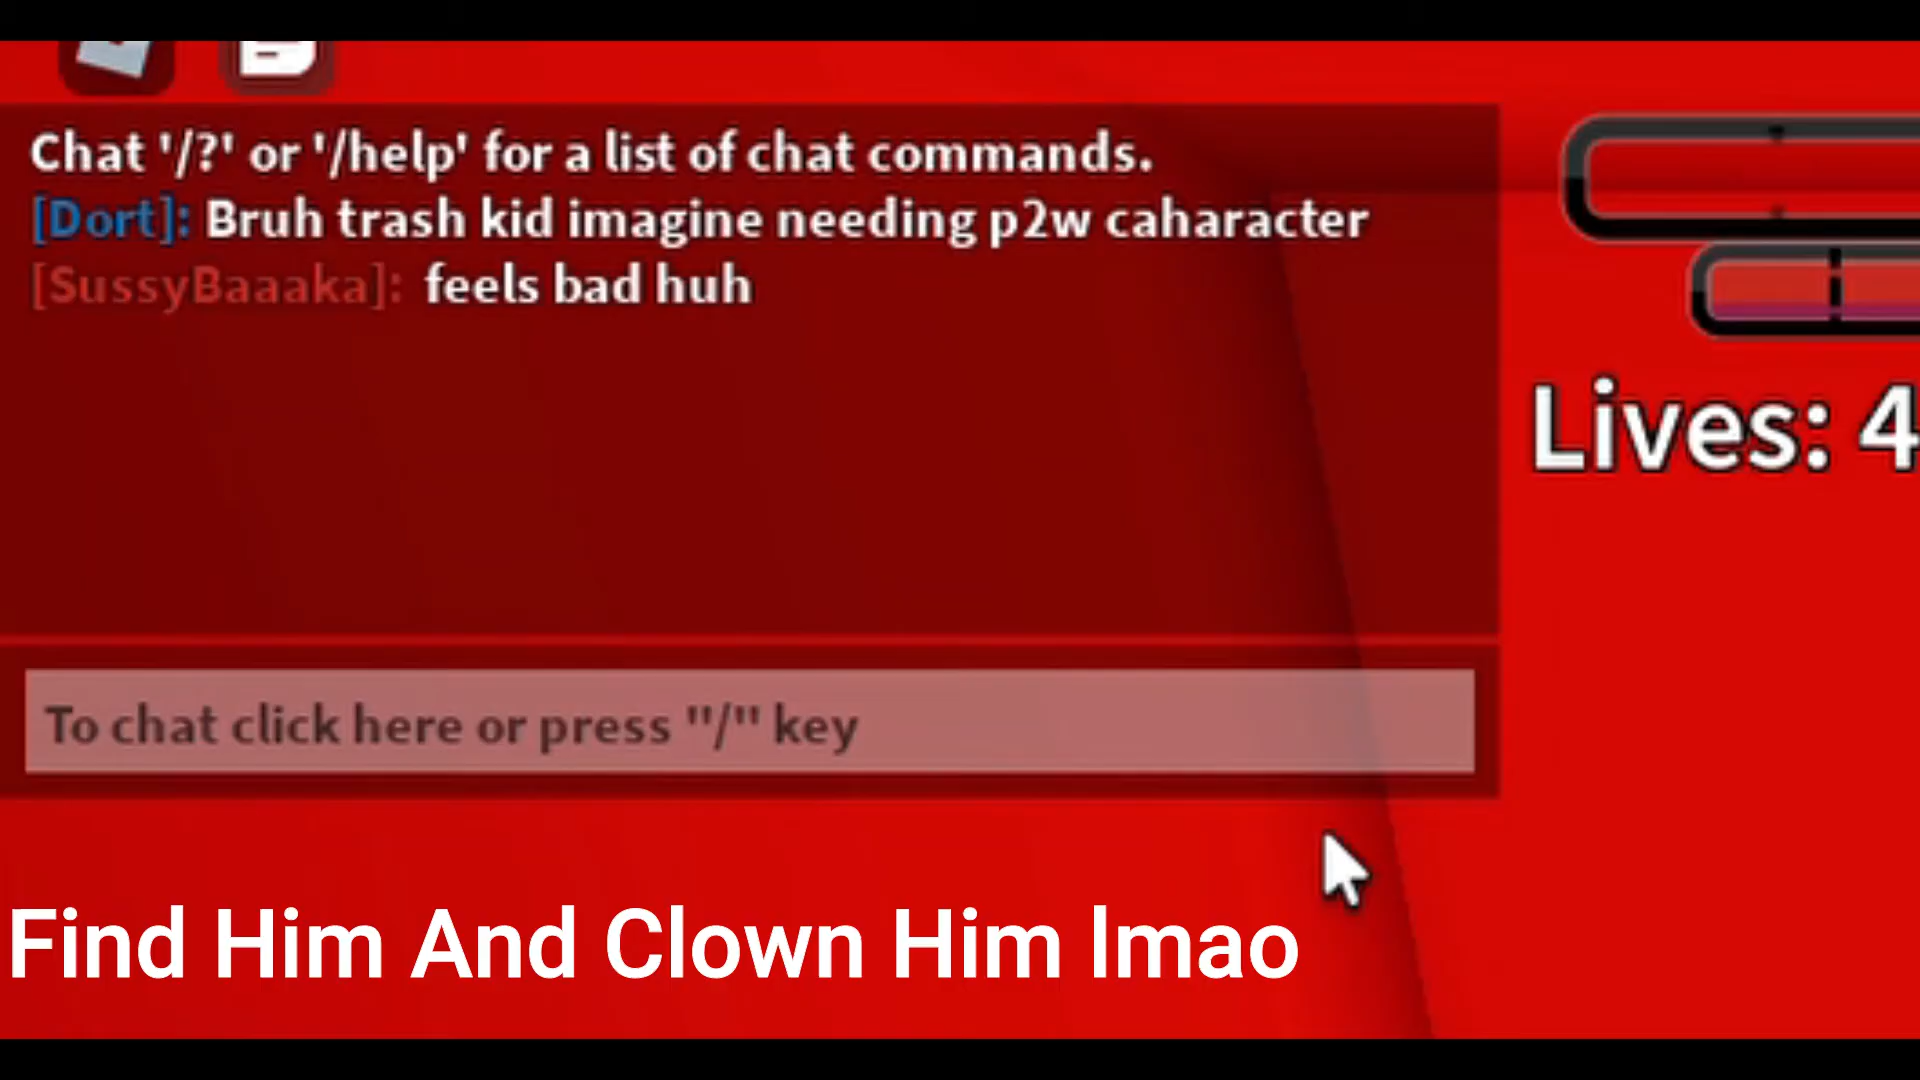 Chat '/?' or '/help' for a list of chat commands.
[Dort]: Bruh trash kid imagine needing p2w caharacter
[SussyBaaaka]: feels bad huh
Lives: 4
To chat click here or press "/" key
Find Him And Clown Him lmao